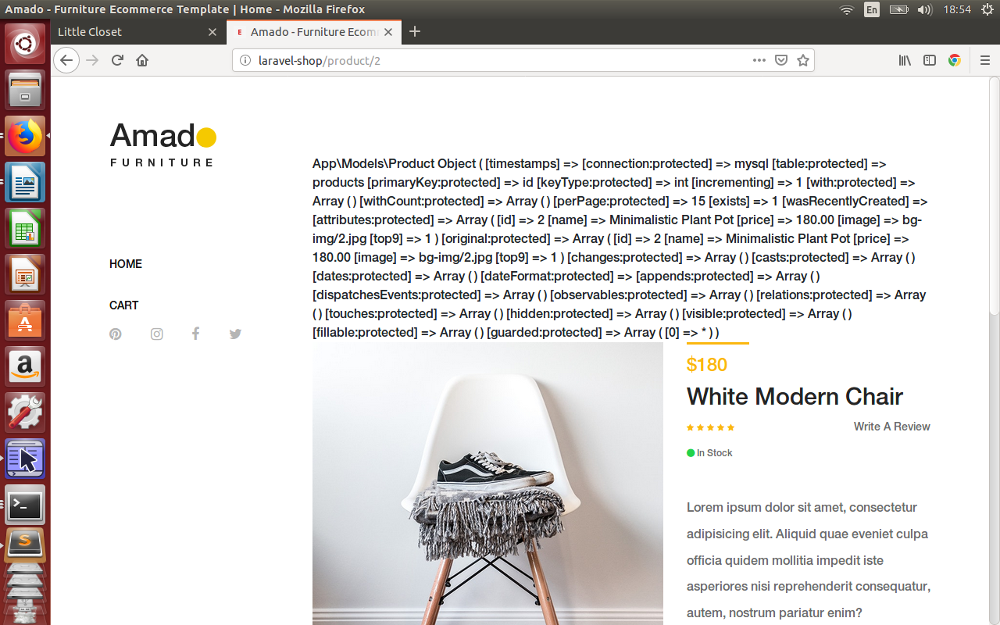 Amado - Furniture Ecommerce Template | Home - Mozilla Firefox
En
18:54
Little Closet
Amado - Furniture Ecom
laravel-shop/product/2
Amado
FURNITURE
HOME
CART
App\Models\Product Object ( [timestamps] => [connection:protected] => mysql [table:protected] =>
products [primaryKey:protected] => id [keyType:protected] => int [incrementing] => 1 [with:protected] =>
Array ( ) [withCount:protected] => Array ( ) [perPage:protected] => 15 [exists] => 1 [wasRecentlyCreated] =>
[attributes:protected] => Array ( [id] => 2 [name] => Minimalistic Plant Pot [price] => 180.00 [image] => bg-
img/2.jpg [top9] => 1 ) [original:protected] => Array ( [id] => 2 [name] => Minimalistic Plant Pot [price] =>
180.00 [image] => bg-img/2.jpg [top9] => 1 ) [changes:protected] => Array ( ) [casts:protected] => Array ( )
[dates:protected] => Array ( ) [dateFormat:protected] => [appends:protected] => Array ( )
[dispatchesEvents:protected] => Array ( ) [observables:protected] => Array ( ) [relations:protected] => Array
( ) [touches:protected] => Array ( ) [hidden:protected] => Array ( ) [visible:protected] => Array ( )
[fillable:protected] => Array ( ) [guarded:protected] => Array ( [0] => * ) )
$180
White Modern Chair
Write A Review
In Stock
Lorem ipsum dolor sit amet, consectetur
adipisicing elit. Aliquid quae eveniet culpa
officia quidem mollitia impedit iste
asperiores nisi reprehenderit consequatur,
autem, nostrum pariatur enim?